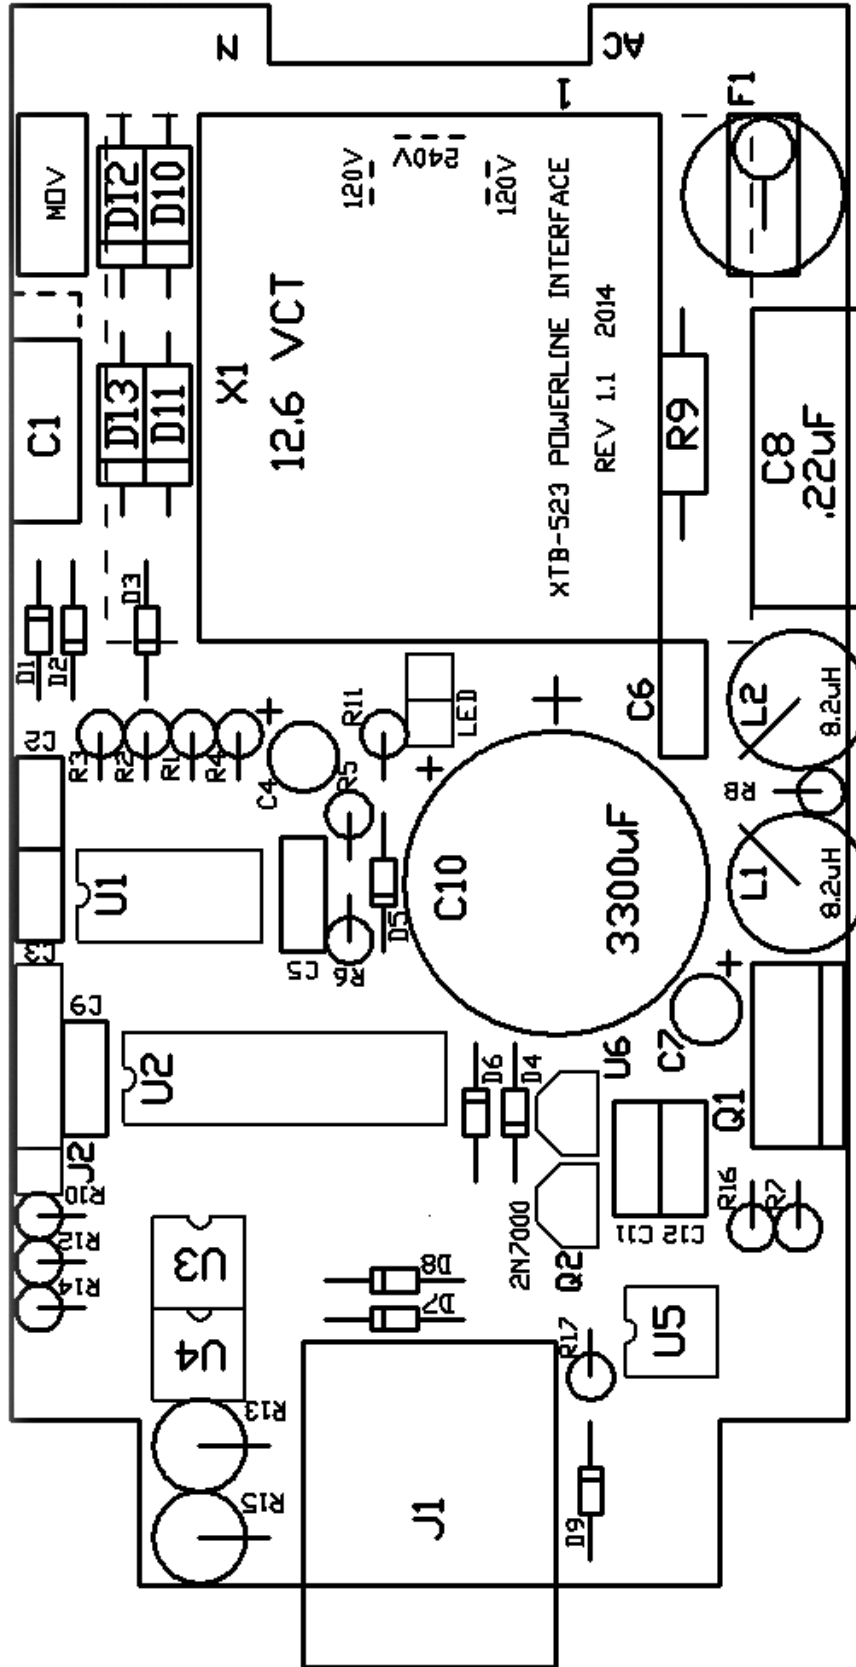 N
AC
1
F1
MOV
D12
D10
120V
240V
120V
X1
12.6 VCT
XTB-523 POWERLINE INTERFACE
REV 1.1 2014
C1
D13
D11
R9
C8
.22uF
D1
D2
D3
R3
R2
R1
R4
C4
R11
LED
+
+
+
C6
L2
8.2uH
R8
L1
8.2uH
C2
C3
U1
C5
R5
R6
D5
C10
3300uF
C7
+
C9
J2
U2
D6
D4
U6
Q1
R10
R12
R14
U3
U4
D8
D7
2N7000
Q2
C11
C12
R16
R7
U5
R17
R13
R15
J1
D9